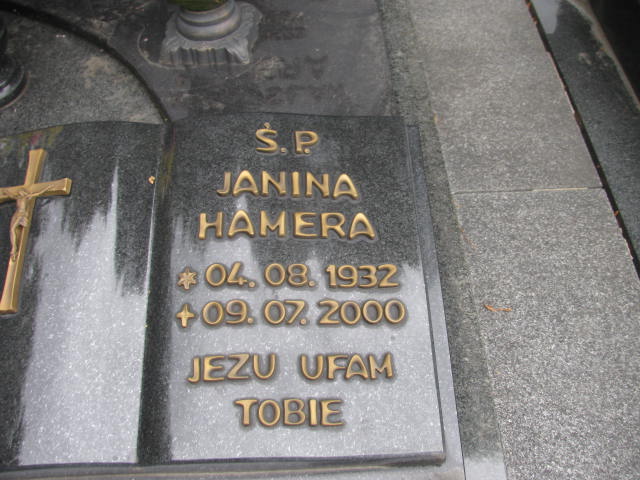 Ś.P.
JANINA
HAMERA
* 04.08.1932
+ 09.07.2000
JEZU UFAM
TOBIE